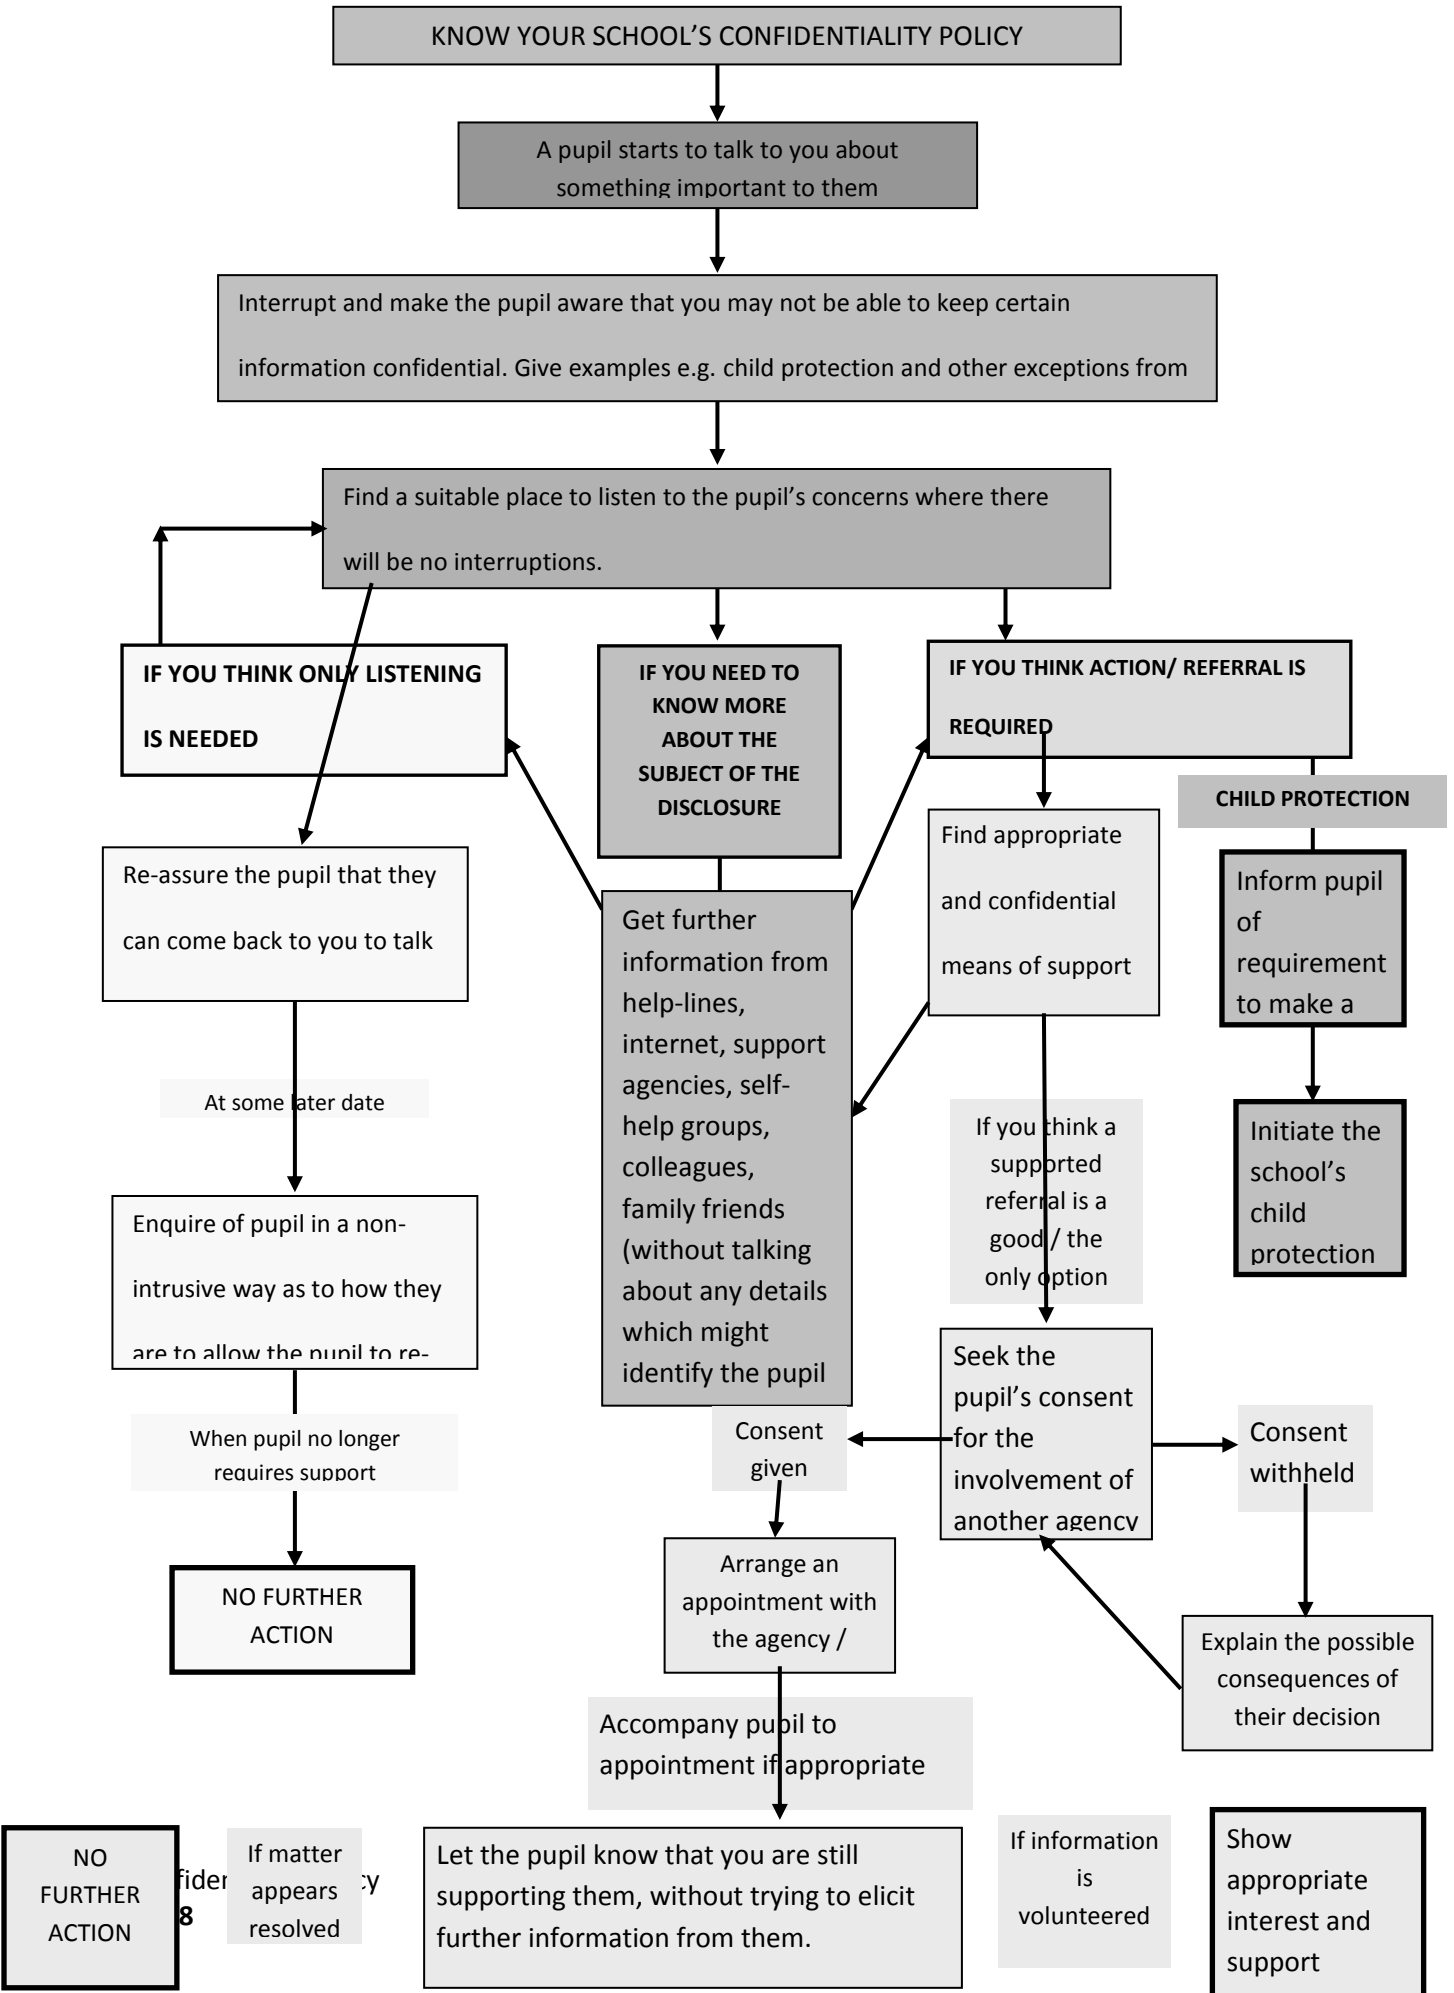 KNOW YOUR SCHOOL’S CONFIDENTIALITY POLICY
A pupil starts to talk to you about
something important to them
Interrupt and make the pupil aware that you may not be able to keep certain
information confidential. Give examples e.g. child protection and other exceptions from
Find a suitable place to listen to the pupil’s concerns where there
will be no interruptions.
IF YOU THINK ONLY LISTENING
IS NEEDED
IF YOU NEED TO
KNOW MORE
ABOUT THE
SUBJECT OF THE
DISCLOSURE
IF YOU THINK ACTION/ REFERRAL IS
REQUIRED
CHILD PROTECTION
Re-assure the pupil that they
can come back to you to talk
Get further
information from
help-lines,
internet, support
agencies, self-
help groups,
colleagues,
family friends
(without talking
about any details
which might
identify the pupil
Find appropriate
and confidential
means of support
Inform pupil
of
requirement
to make a
At some later date
If you think a
supported
referral is a
good / the
only option
Initiate the
school’s
child
protection
Enquire of pupil in a non-
intrusive way as to how they
are to allow the pupil to re-
When pupil no longer
requires support
NO FURTHER
ACTION
Seek the
pupil’s consent
for the
involvement of
another agency
Consent
given
Consent
withheld
Arrange an
appointment with
the agency /
Explain the possible
consequences of
their decision
Accompany pupil to
appointment if appropriate
NO
FURTHER
ACTION
8
If matter
appears
resolved
Let the pupil know that you are still
supporting them, without trying to elicit
further information from them.
If information
is
volunteered
Show
appropriate
interest and
support